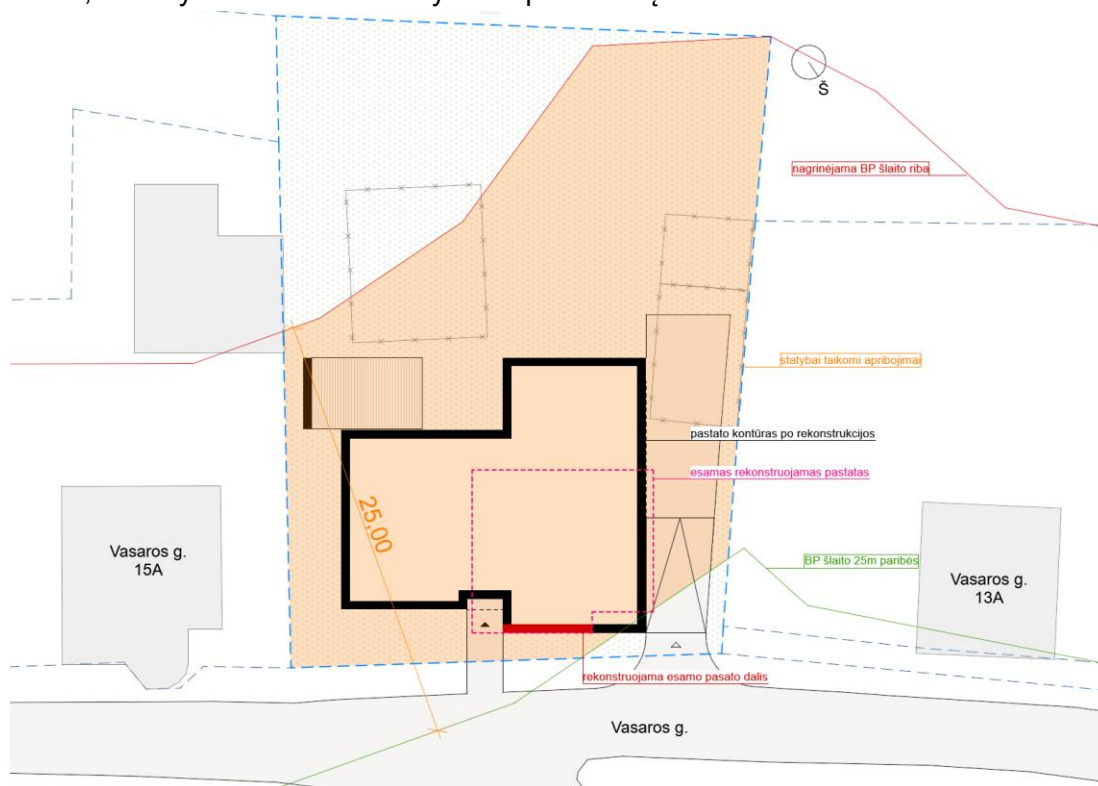 Š
nagrinėjama BP šlaito riba
statybai taikomi apribojimai
pastato kontūras po rekonstrukcijos
esamas rekonstruojamas pastatas
25,00
Vasaros g.
15A
BP šlaito 25m paribės
Vasaros g.
13A
rekonstruojama esamo pasato dalis
Vasaros g.